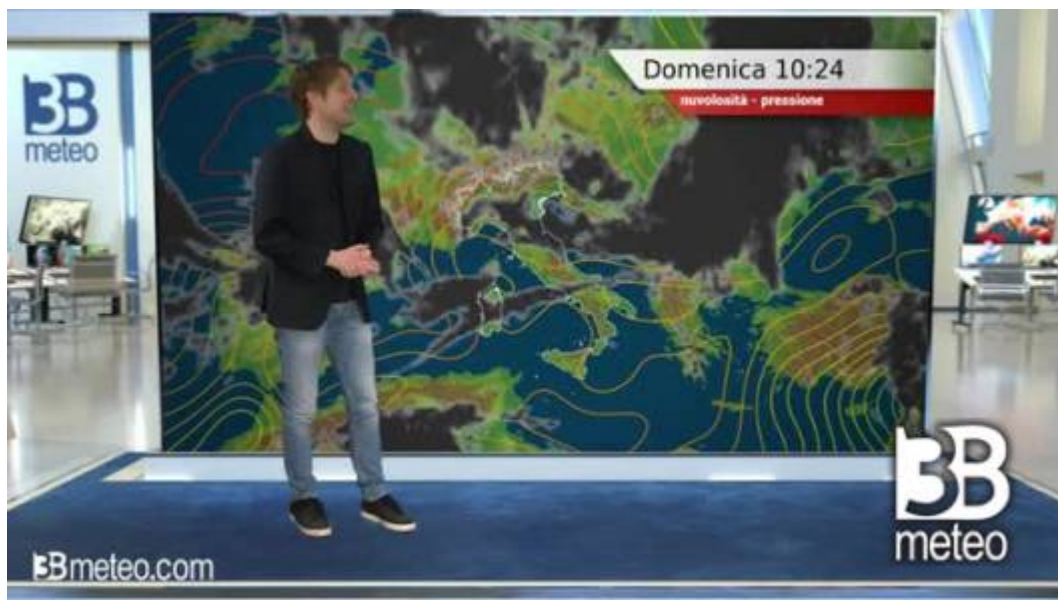 3B
meteo
Domenica 10:24
nuvolosità - pressione
3B
meteo
3Bmeteo.com